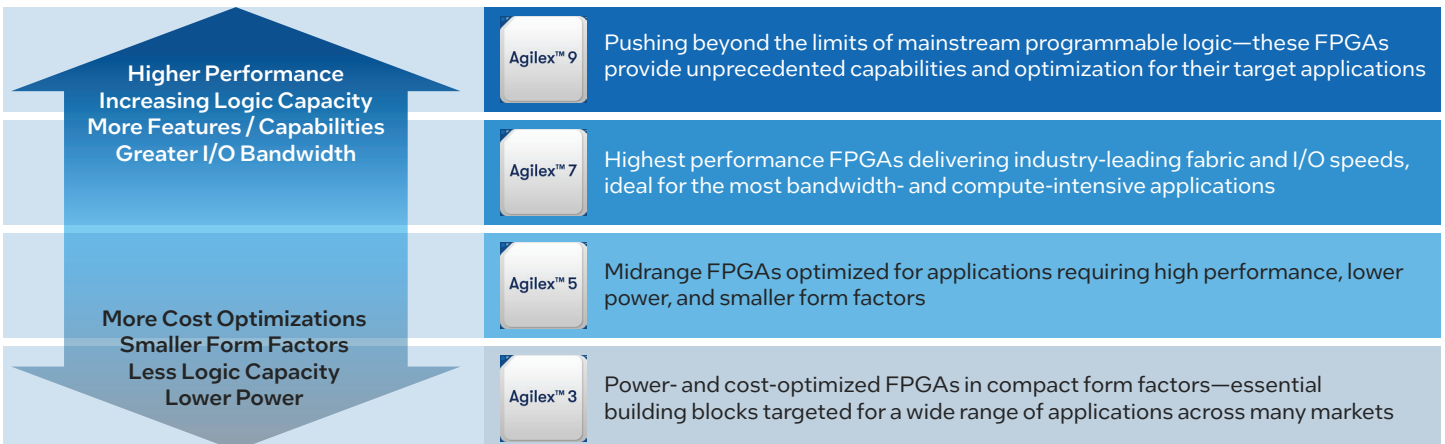 Higher Performance
Increasing Logic Capacity
More Features / Capabilities
Greater I/O Bandwidth
More Cost Optimizations
Smaller Form Factors
Less Logic Capacity
Lower Power
Agilex™ 9
Pushing beyond the limits of mainstream programmable logic—these FPGAs
provide unprecedented capabilities and optimization for their target applications
Agilex™ 7
Highest performance FPGAs delivering industry-leading fabric and I/O speeds,
ideal for the most bandwidth- and compute-intensive applications
Agilex™ 5
Midrange FPGAs optimized for applications requiring high performance, lower
power, and smaller form factors
Agilex™ 3
Power- and cost-optimized FPGAs in compact form factors—essential
building blocks targeted for a wide range of applications across many markets